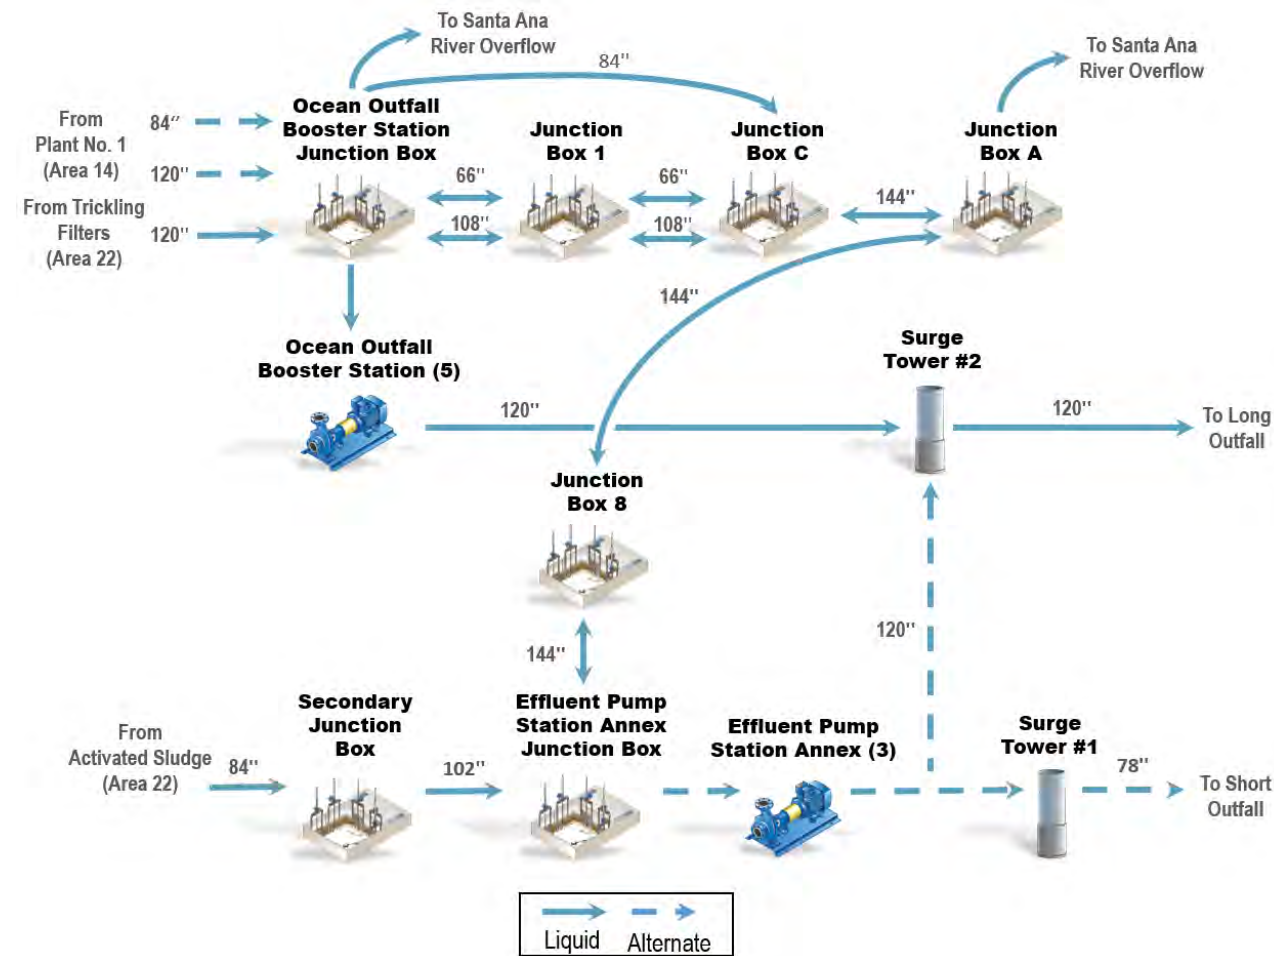 To Santa Ana
River Overflow
To Santa Ana
River Overflow
84"
From
Plant No. 1
(Area 14)
84"
120"
From Trickling
Filters
(Area 22)
120"
Ocean Outfall
Booster Station
Junction Box
66"
108"
Junction
Box 1
66"
108"
Junction
Box C
144"
Junction
Box A
144"
Ocean Outfall
Booster Station (5)
120"
Surge
Tower #2
120"
To Long
Outfall
Junction
Box 8
144"
120"
From
Activated Sludge
(Area 22)
84"
Secondary
Junction
Box
102"
Effluent Pump
Station Annex
Junction Box
Effluent Pump
Station Annex (3)
Surge
Tower #1
78"
To Short
Outfall
Liquid
Alternate